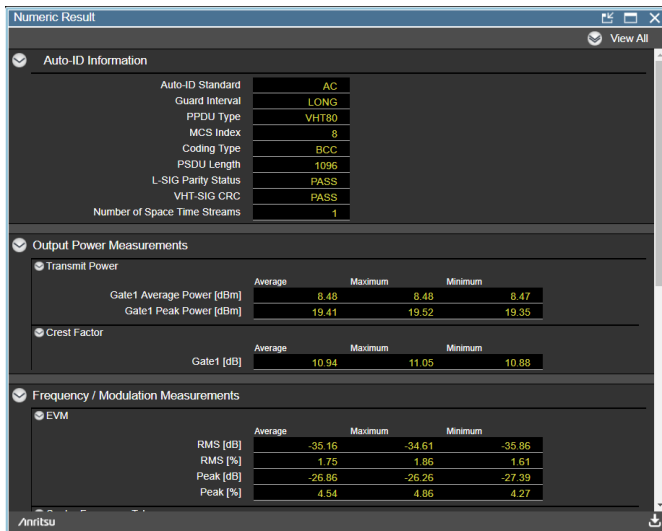 Numeric Result
View All
Auto-ID Information
Auto-ID Standard AC
Guard Interval LONG
PPDU Type VHT80
MCS Index 8
Coding Type BCC
PSDU Length 1096
L-SIG Parity Status PASS
VHT-SIG CRC PASS
Number of Space Time Streams 1
Output Power Measurements
Transmit Power
Average Maximum Minimum
Gate1 Average Power [dBm] 8.48 8.48 8.47
Gate1 Peak Power [dBm] 19.41 19.52 19.35
Crest Factor
Average Maximum Minimum
Gate1 [dB] 10.94 11.05 10.88
Frequency / Modulation Measurements
EVM
Average Maximum Minimum
RMS [dB] -35.16 -34.61 -35.86
RMS [%] 1.75 1.86 1.61
Peak [dB] -26.86 -26.26 -27.39
Peak [%] 4.54 4.86 4.27
Anritsu